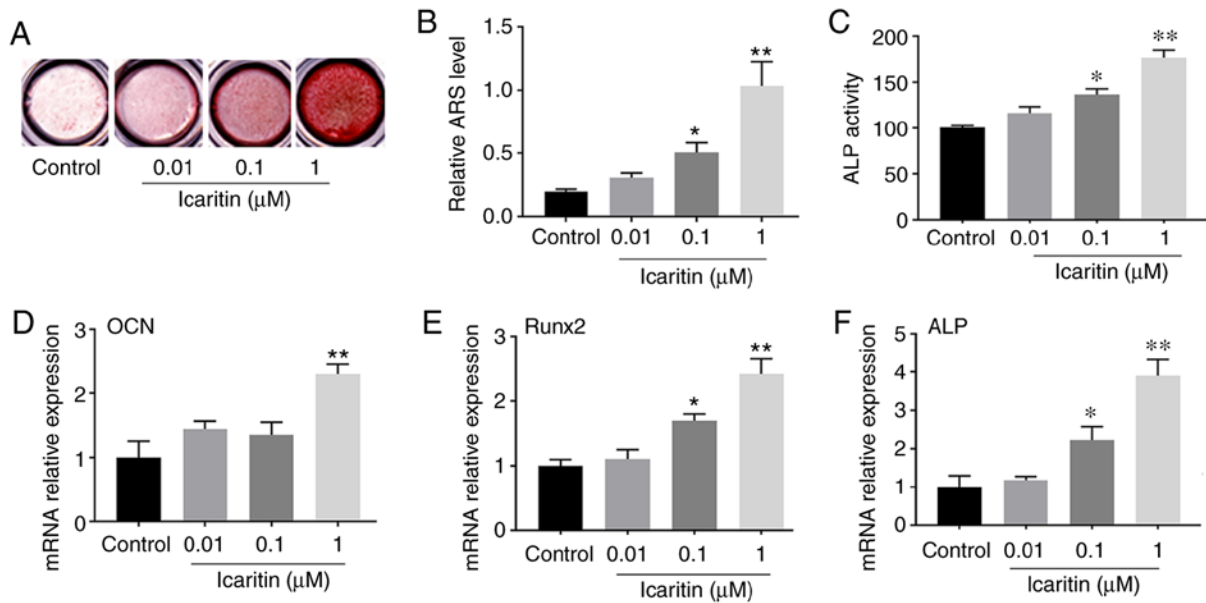 A
Control
0.01
0.1
1
Icaritin (μM)
B
Relative ARS level
1.5
1.0
0.5
0.0
*
**
Control
0.01
0.1
1
Icaritin (μM)
C
ALP activity
200
150
100
50
0
*
**
Control
0.01
0.1
1
Icaritin (μM)
D
OCN
mRNA relative expression
3
2
1
0
**
Control
0.01
0.1
1
Icaritin (μM)
E
Runx2
mRNA relative expression
3
2
1
0
*
**
Control
0.01
0.1
1
Icaritin (μM)
F
ALP
mRNA relative expression
5
4
3
2
1
0
*
**
Control
0.01
0.1
1
Icaritin (μM)